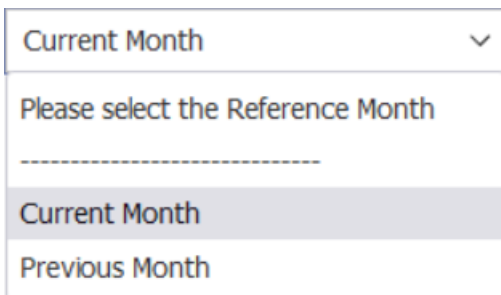 Current Month
Please select the Reference Month
------------------------------
Current Month
Previous Month